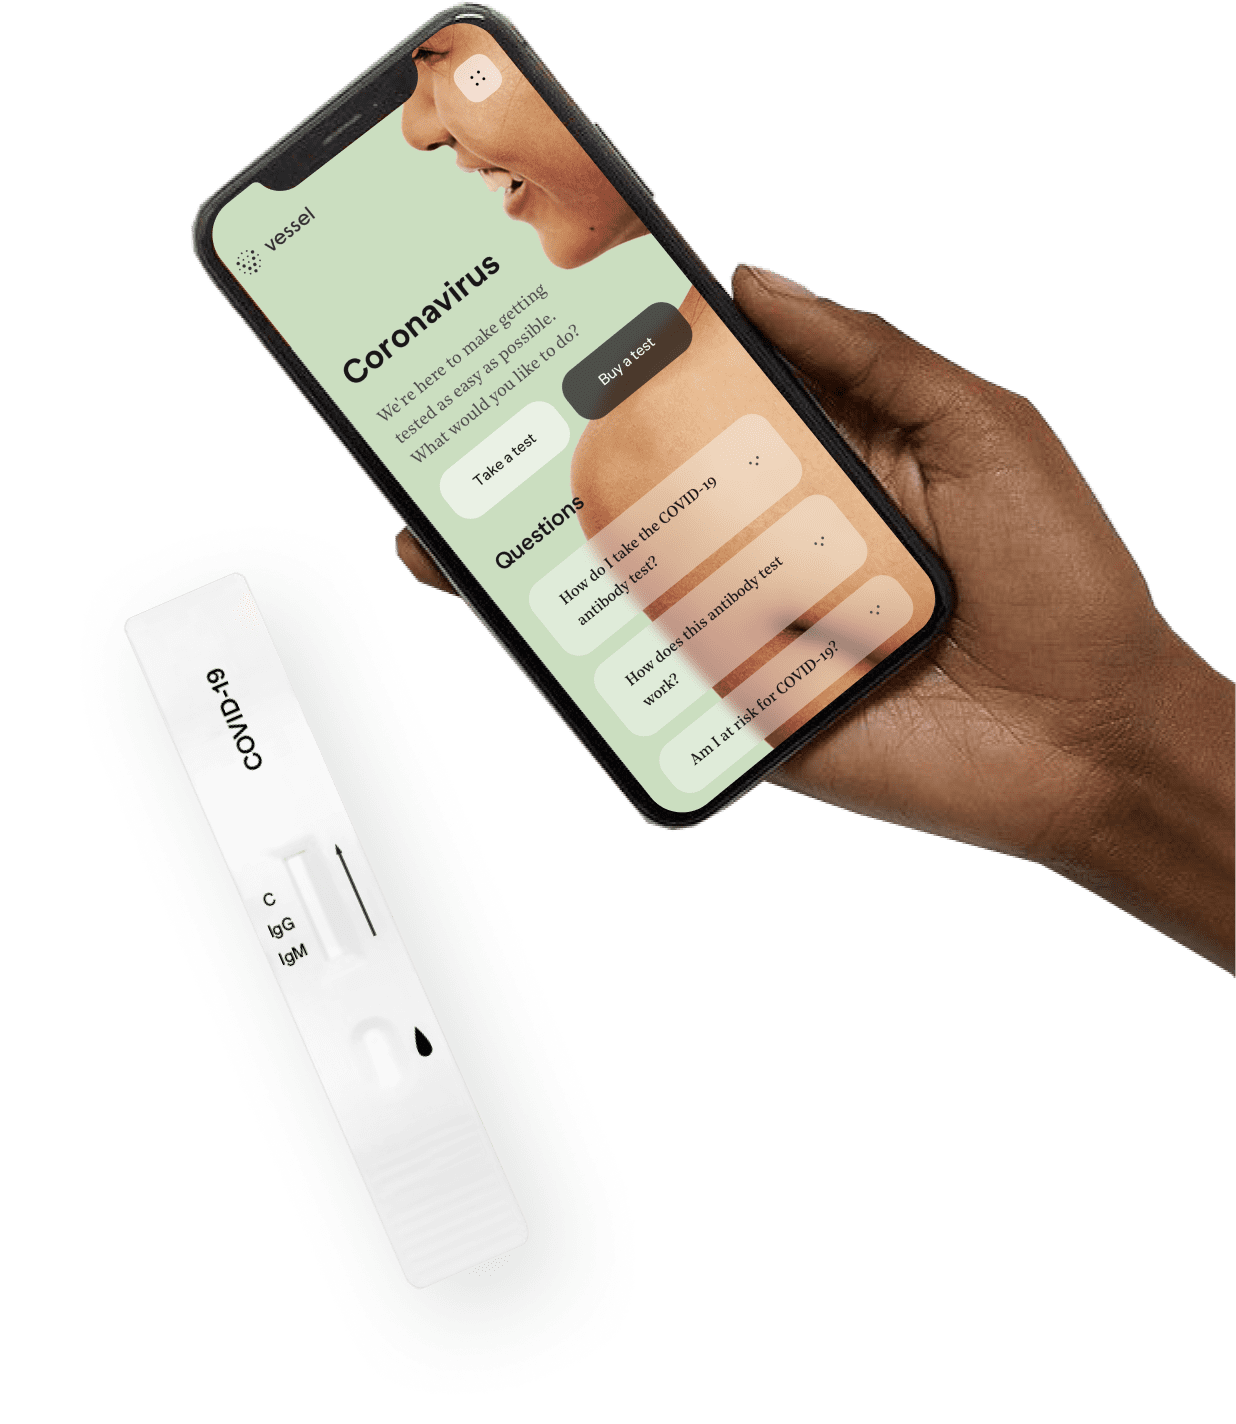 vessel
Coronavirus
We're here to make getting
tested as easy as possible.
What would you like to do?
Take a test
Buy a test
Questions
How do I take the COVID-19
antibody test?
How does this antibody test
work?
Am I at risk for COVID-19?
COVID-19
C
IgG
IgM